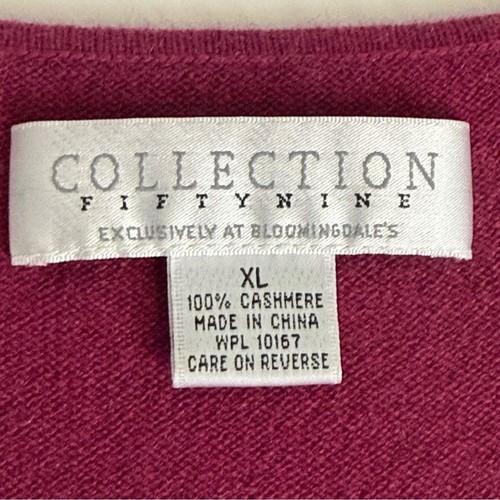 COLLECTION
FIFTYNINE
EXCLUSIVELY AT BLOOMINGDALE'S
XL
100% CASHMERE
MADE IN CHINA
WPL 10167
CARE ON REVERSE